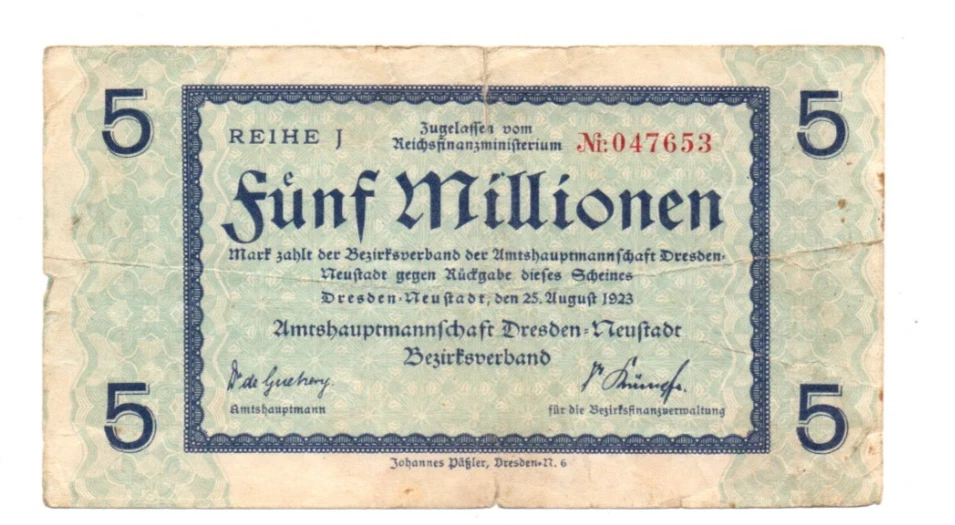 5 5
REIHE J
Zugelassen vom
Reichsfinanzministerium
№ 047653
Fünf Millionen
Mark zahlt der Bezirksverband der Amtshauptmannschaft Dresden-
Neustadt gegen Rückgabe dieses Scheines
Dresden-Neustadt, den 25. August 1923
Amtshauptmannschaft Dresden-Neustadt
Bezirksverband
Amtshauptmann
für die Bezirksfinanzverwaltung
5 5
Johannes Päßler, Dresden-N. 6